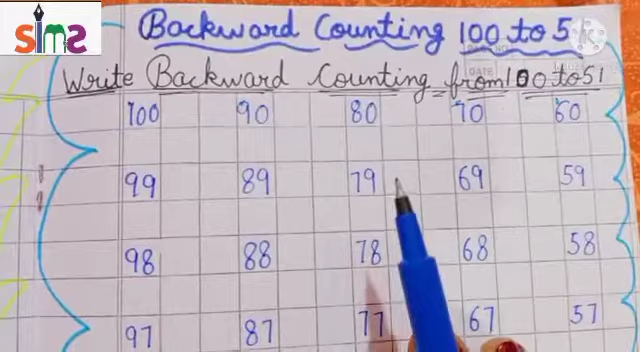 sims
Backward Counting 100 to 5
Write Backward Counting = from 100 to 51
100 90 80 70 60
99 89 79 69 59
98 88 78 68 58
97 87 77 67 57